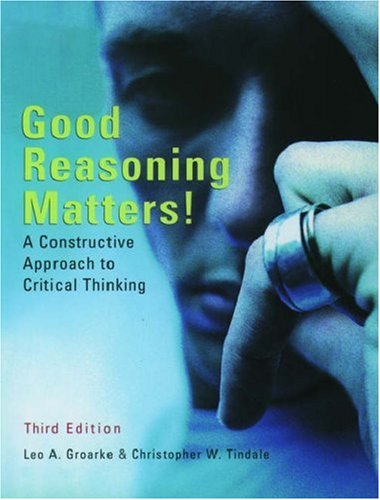 Good
Reasoning
Matters!
A Constructive
Approach to
Critical Thinking
Third Edition
Leo A. Groarke & Christopher W. Tindale